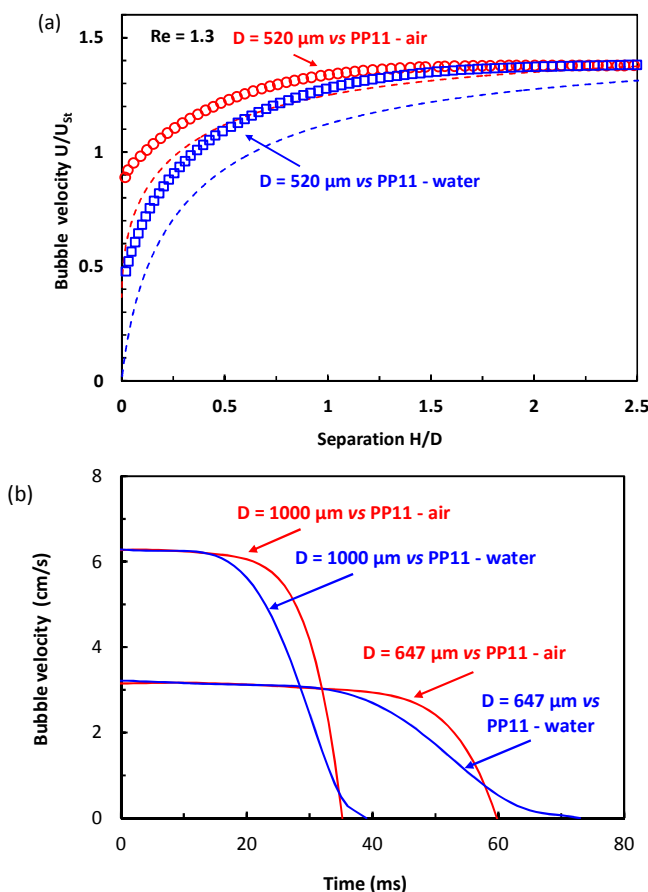 (a)
Re = 1.3
D = 520 µm vs PP11 - air
D = 520 µm vs PP11 - water
Bubble velocity U/U_St
1.5
1
0.5
0
0
0.5
1
1.5
2
2.5
Separation H/D
(b)
D = 1000 µm vs PP11 - air
D = 1000 µm vs PP11 - water
D = 647 µm vs PP11 - air
D = 647 µm vs
PP11 - water
Bubble velocity (cm/s)
8
6
4
2
0
0
20
40
60
80
Time (ms)